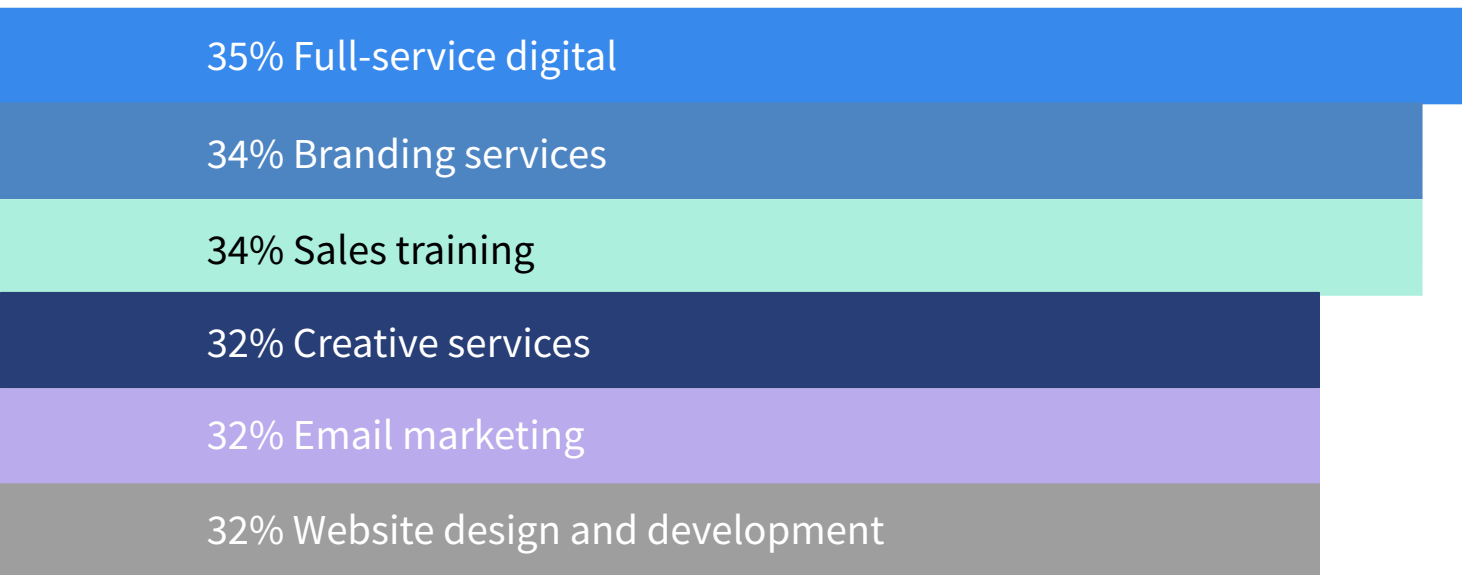 35% Full-service digital
34% Branding services
34% Sales training
32% Creative services
32% Email marketing
32% Website design and development